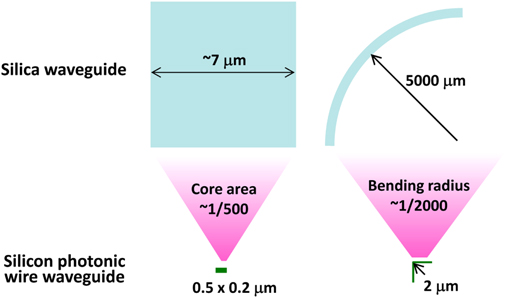 Silica waveguide
~7 μm
5000 μm
Core area
~1/500
Bending radius
~1/2000
Silicon photonic
wire waveguide
0.5 x 0.2 μm
2 μm